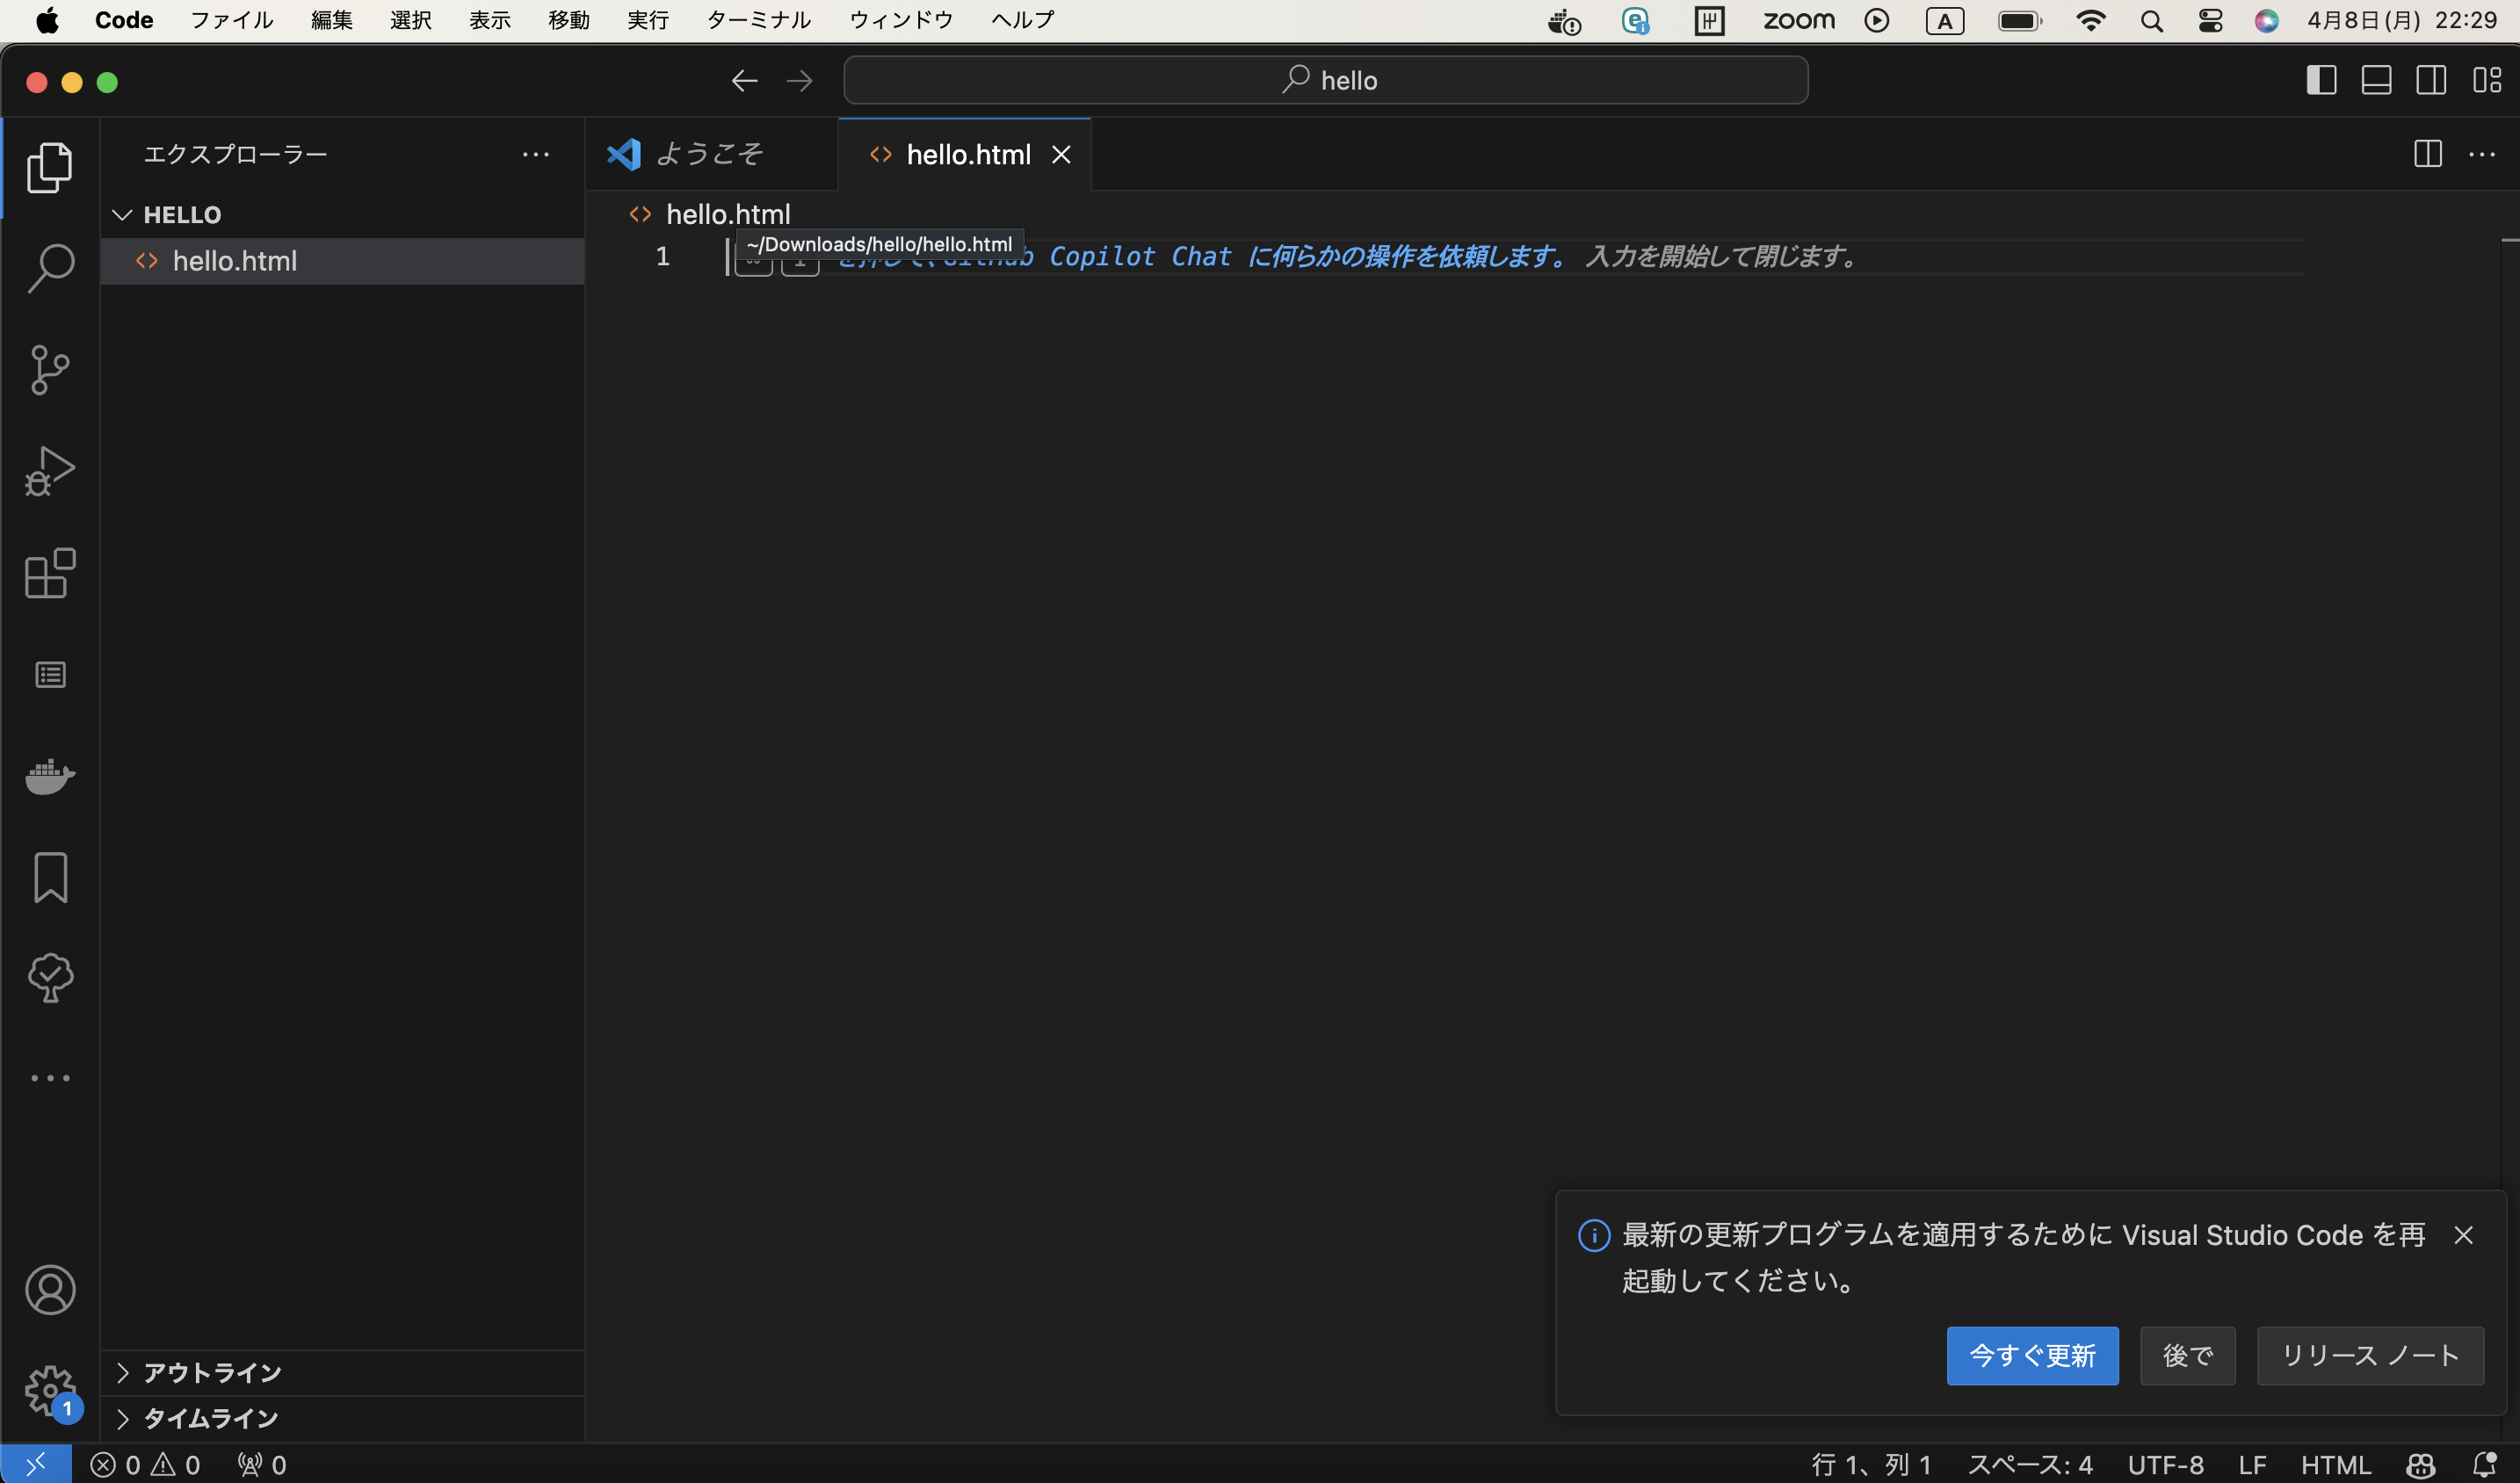 Code ファイル 編集 選択 表示 移動 実行 ターミナル ウィンドウ ヘルプ zoom A 4月8日(月) 22:29
hello
エクスプローラー
ようこそ
hello.html
HELLO
hello.html
hello.html
~/Downloads/hello/hello.html
1
Copilot Chat に何らかの操作を依頼します。 入力を開始して閉じます。
最新の更新プログラムを適用するために Visual Studio Code を再
起動してください。
今すぐ更新 後で リリース ノート
アウトライン
タイムライン
1
0 0 0 行 1、列 1 スペース: 4 UTF-8 LF HTML